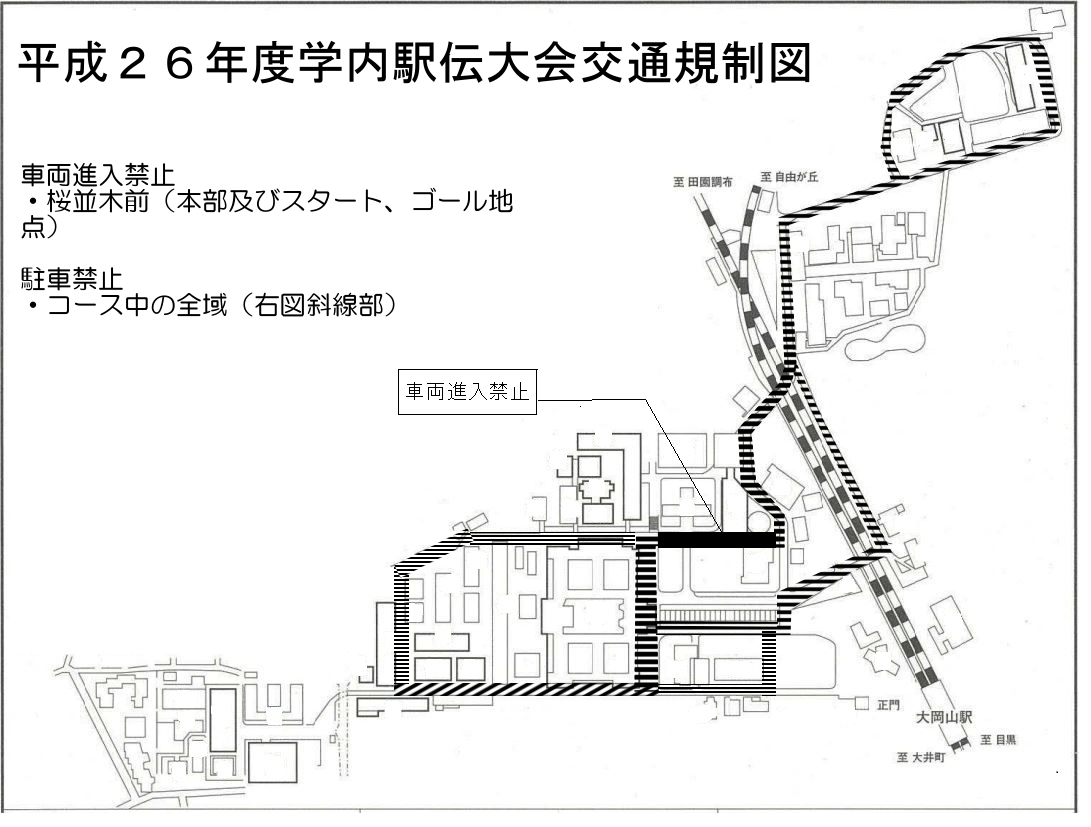 平成２６年度学内駅伝大会交通規制図
車両進入禁止
・桜並木前（本部及びスタート、ゴール地
点）
駐車禁止
・コース中の全域（右図斜線部）
至 田園調布
至 自由が丘
車両進入禁止
正門
大岡山駅
至 目黒
至 大井町